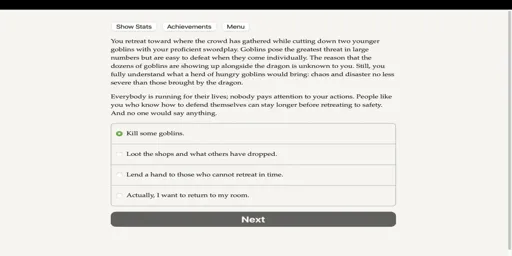 Show Stats Achievements Menu
You retreat toward where the crowd has gathered while cutting down two younger
goblins with your proficient swordplay. Goblins pose the greatest threat in large
numbers but are easy to defeat when they come individually. The reason that the
dozens of goblins are showing up alongside the dragon is unknown to you. Still, you
fully understand what a herd of hungry goblins would bring: chaos and disaster no less
severe than those brought by the dragon.
Everybody is running for their lives; nobody pays attention to your actions. People like
you who know how to defend themselves can stay longer before retreating to safety.
And no one would say anything.
Kill some goblins.
Loot the shops and what others have dropped.
Lend a hand to those who cannot retreat in time.
Actually, I want to return to my room.
Next